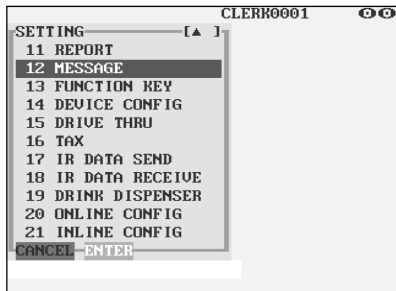 CLERK0001 00
SETTING [▲ ]
11 REPORT
12 MESSAGE
13 FUNCTION KEY
14 DEVICE CONFIG
15 DRIVE THRU
16 TAX
17 IR DATA SEND
18 IR DATA RECEIVE
19 DRINK DISPENSER
20 ONLINE CONFIG
21 INLINE CONFIG
CANCEL ENTER